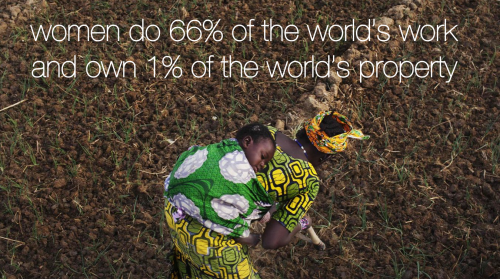 women do 66% of the world's work
and own 1% of the world's property